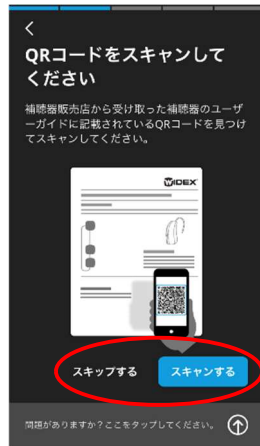 QRコードをスキャンして
ください
補聴器販売店から受け取った補聴器のユーザ
ーガイドに記載されているQRコードを見つけ
てスキャンしてください。
WIDEX
スキップする
スキャンする
問題がありますか？ここをタップしてください。